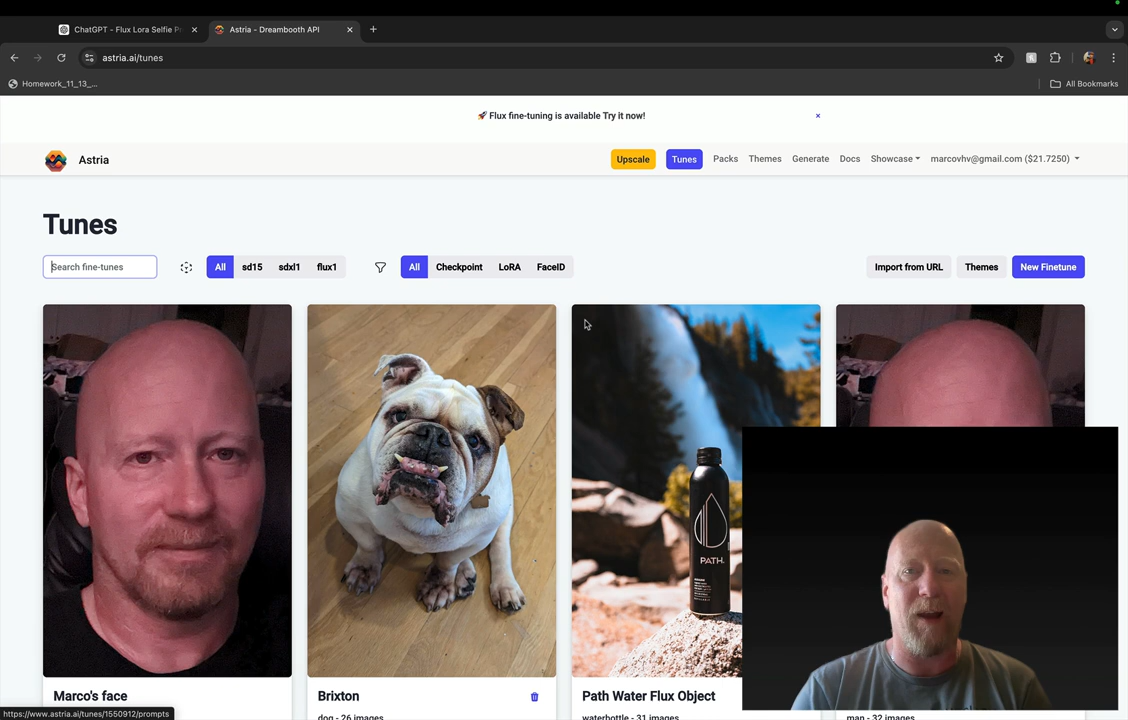 ChatGPT - Flux Lora Selfie P
Astria - Dreambooth API
astria.ai/tunes
Homework_11_13_...
All Bookmarks
🚀 Flux fine-tuning is available Try it now!
Astria
Upscale
Tunes
Packs
Themes
Generate
Docs
Showcase
marcovhv@gmail.com ($21.7250)
Tunes
Search fine-tunes
All
sd15
sdxl1
flux1
All
Checkpoint
LoRA
FaceID
Import from URL
Themes
New Finetune
PATH.
Marco's face
Brixton
Path Water Flux Object
dog - 26 images
waterbottle - 31 images
man - 32 images
https://www.astria.ai/tunes/1550912/prompts